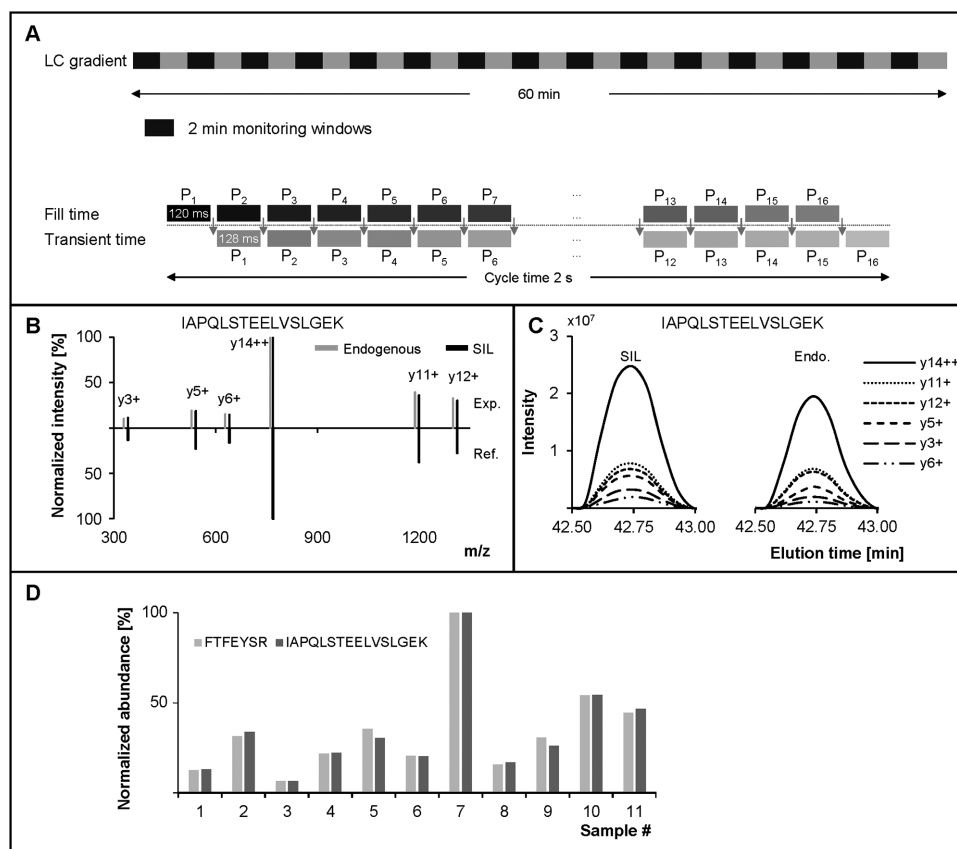 A
LC gradient
60 min
2 min monitoring windows
P1 P2 P3 P4 P5 P6 P7 ... P13 P14 P15 P16
Fill time 120 ms ...
Transient time 128 ms ...
P1 P2 P3 P4 P5 P6 ... P12 P13 P14 P15 P16
Cycle time 2 s
B
IAPQLSTEELVSLGEK
Normalized intensity [%]
100
50
50
100
y14++
Endogenous SIL
y3+ y5+ y6+ y11+ y12+
Exp.
Ref.
300 600 900 1200 m/z
C
x10^7 IAPQLSTEELVSLGEK
Intensity
3
2
1
0
SIL Endo.
y14++
y11+
y12+
y5+
y3+
y6+
42.50 42.75 43.00 42.50 42.75 43.00
Elution time [min]
D
Normalized abundance [%]
100
50
FTFEYSR IAPQLSTEELVSLGEK
1 2 3 4 5 6 7 8 9 10 11
Sample #